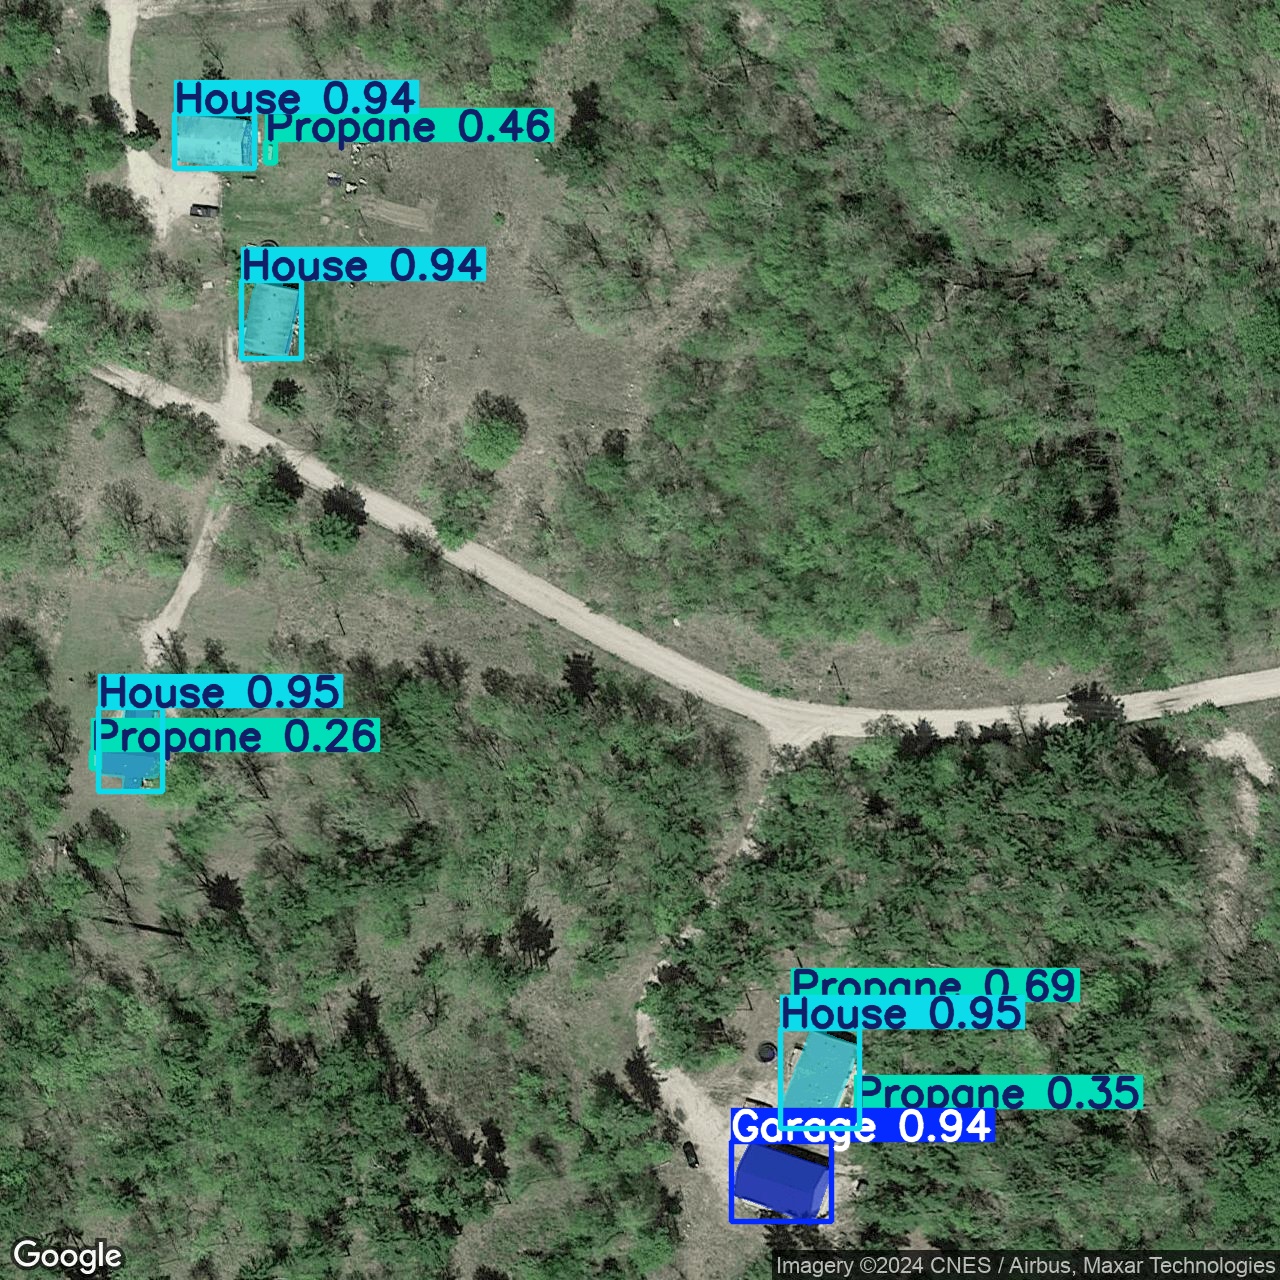 House 0.94
Propane 0.46
House 0.94
House 0.95
Propane 0.26
Propane 0.69
House 0.95
Propane 0.35
Garage 0.94
Google
Imagery ©2024 CNES / Airbus, Maxar Technologies